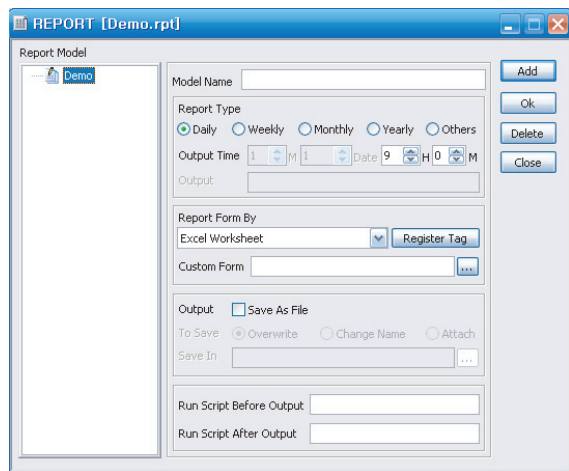 REPORT [Demo.rpt]
Report Model
Demo
Model Name
Report Type
Daily Weekly Monthly Yearly Others
Output Time 1 M 1 Date 9 H 0 M
Output
Report Form By
Excel Worksheet Register Tag
Custom Form ...
Output Save As File
To Save Overwrite Change Name Attach
Save In ...
Run Script Before Output
Run Script After Output
Add
Ok
Delete
Close